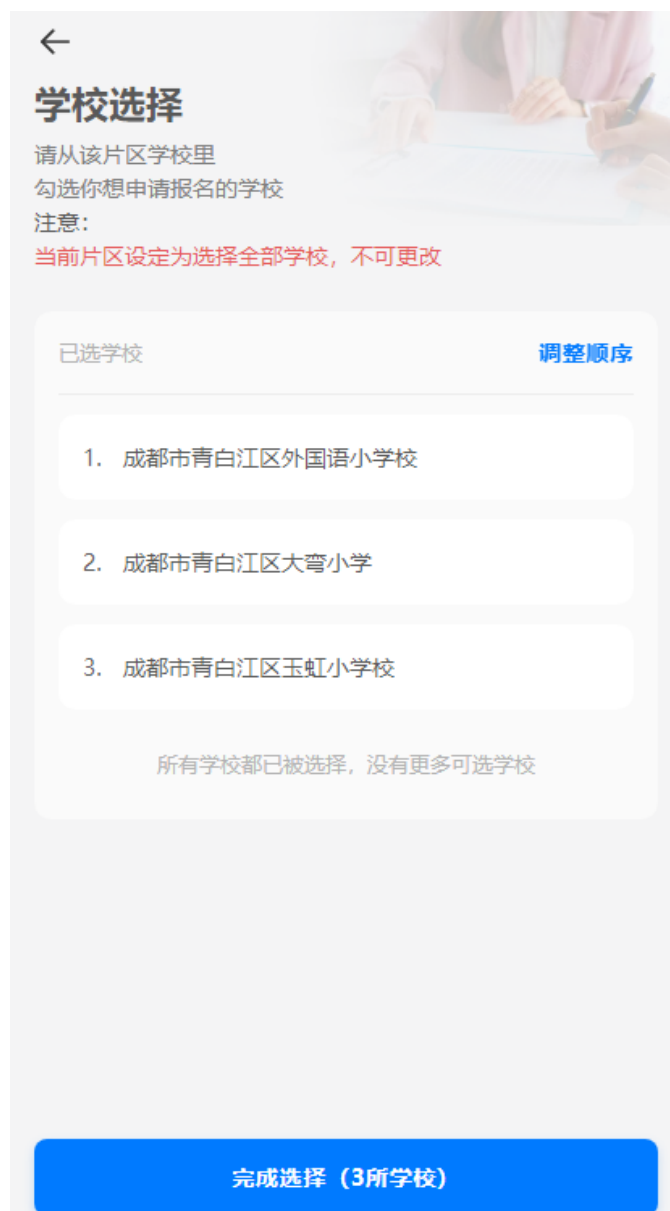 学校选择
请从该片区学校里
勾选你想申请报名的学校
注意：
当前片区设定为选择全部学校，不可更改
已选学校
调整顺序
1. 成都市青白江区外国语小学校
2. 成都市青白江区大弯小学
3. 成都市青白江区玉虹小学校
所有学校都已被选择，没有更多可选学校
完成选择（3所学校）